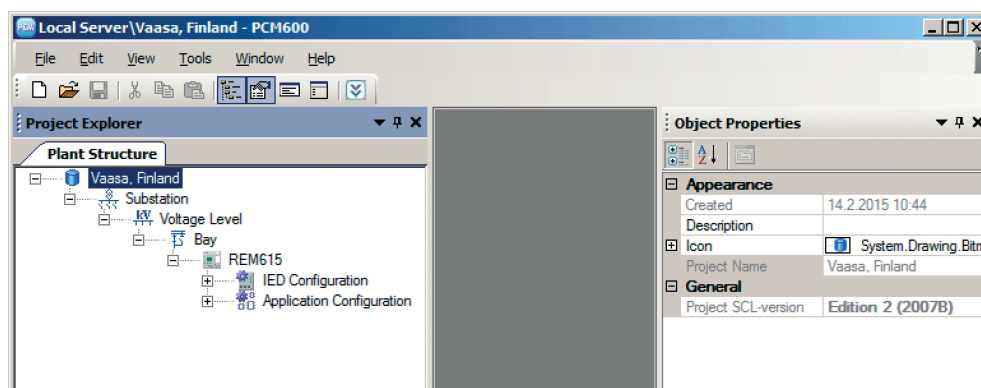 PCM Local Server\Vaasa, Finland - PCM600
File Edit View Tools Window Help
Project Explorer
Plant Structure
Vaasa, Finland
Substation
KV Voltage Level
Bay
REM615
IED Configuration
Application Configuration
Object Properties
A Z
Appearance
Created 14.2.2015 10:44
Description
Icon System.Drawing.Bitm
Project Name Vaasa, Finland
General
Project SCL-version Edition 2 (2007B)